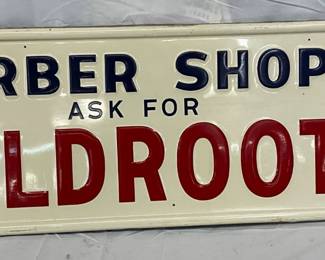 RBER SHOP
ASK FOR
LDROOT